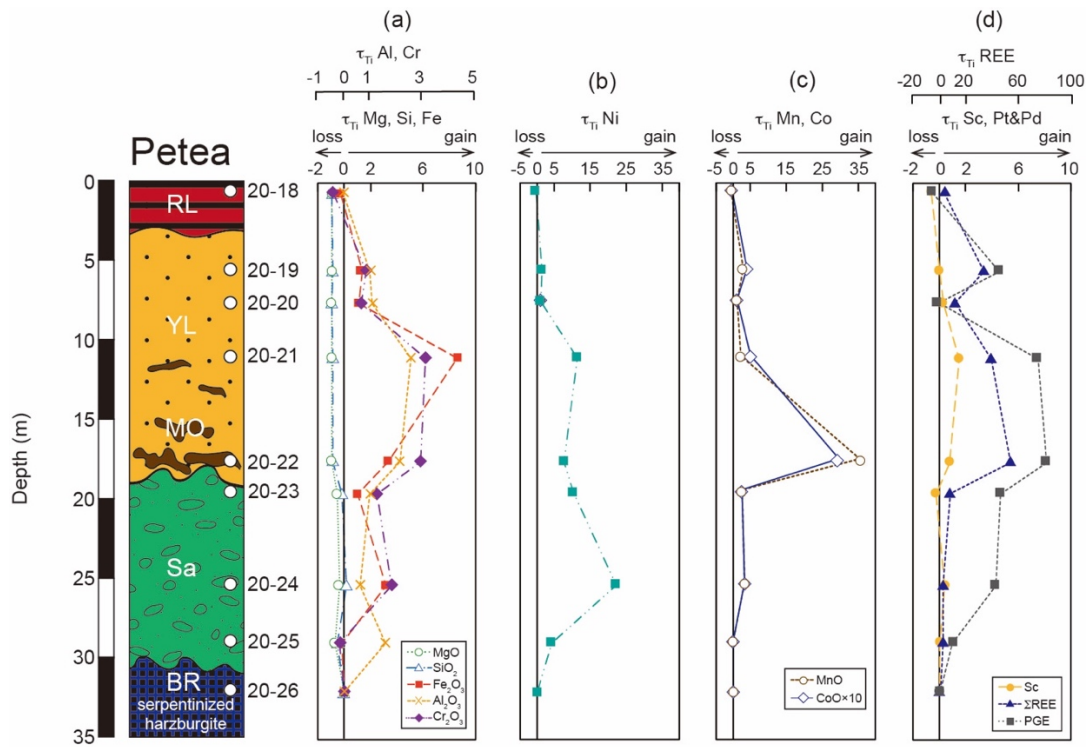 (a)
τTi Al, Cr
-1 0 1 3 5
τTi Mg, Si, Fe
loss gain
0 2 6 10
(b)
τTi Ni
loss gain
0 5 15 25 35
(c)
τTi Mn, Co
loss gain
0 5 15 25 35
(d)
τTi REE
-20 0 20 60 100
τTi Sc, Pt&Pd
loss gain
-2 0 2 6 10
Petea
Depth (m)
0
5
10
15
20
25
30
35
RL
YL
MO
Sa
BR
serpentinized
harzburgite
20-18
20-19
20-20
20-21
20-22
20-23
20-24
20-25
20-26
MgO
SiO2
Fe2O3
Al2O3
Cr2O3
MnO
CoO×10
Sc
ΣREE
PGE